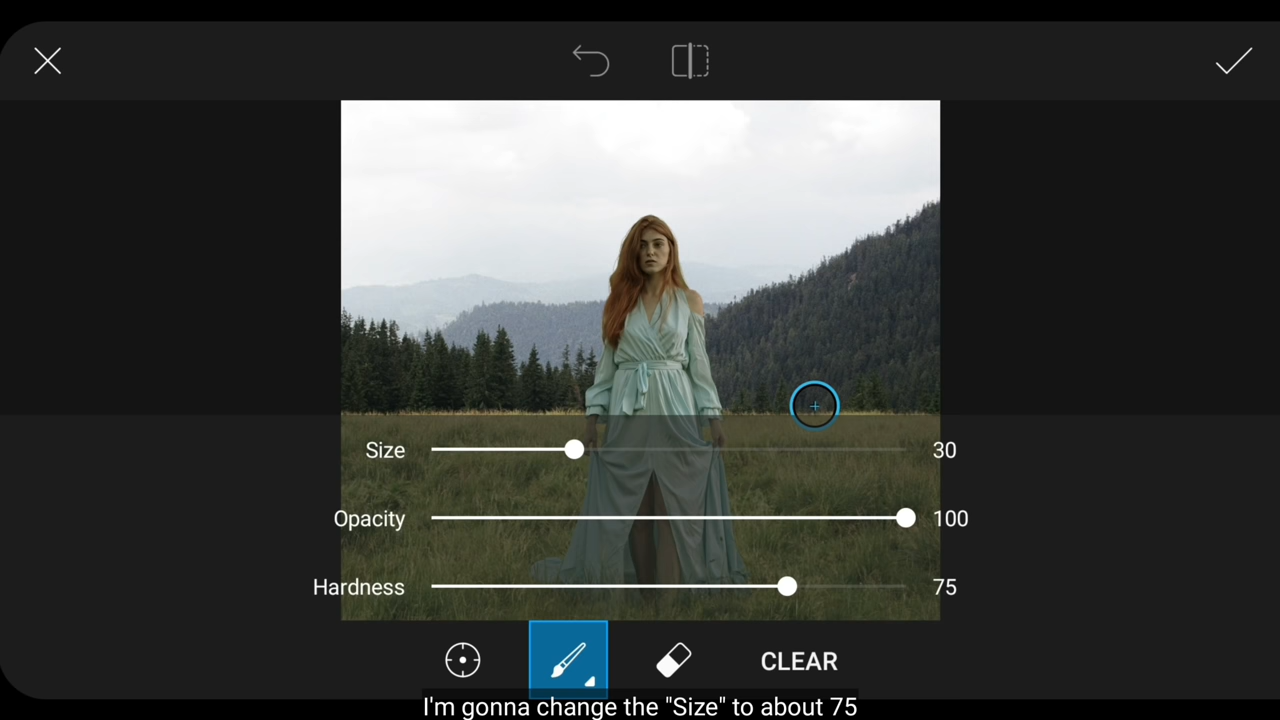 Size 30
Opacity 100
Hardness 75
CLEAR
I'm gonna change the "Size" to about 75